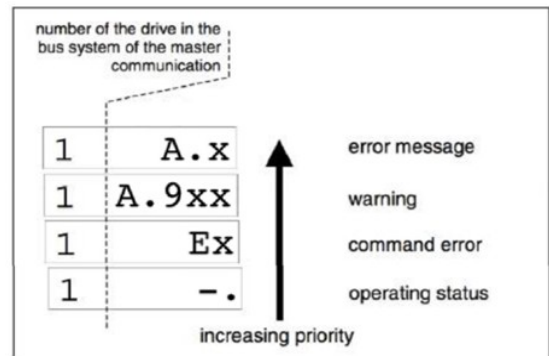 number of the drive in the
bus system of the master
communication
1 A.x error message
1 A.9xx warning
1 Ex command error
1 -. operating status
increasing priority